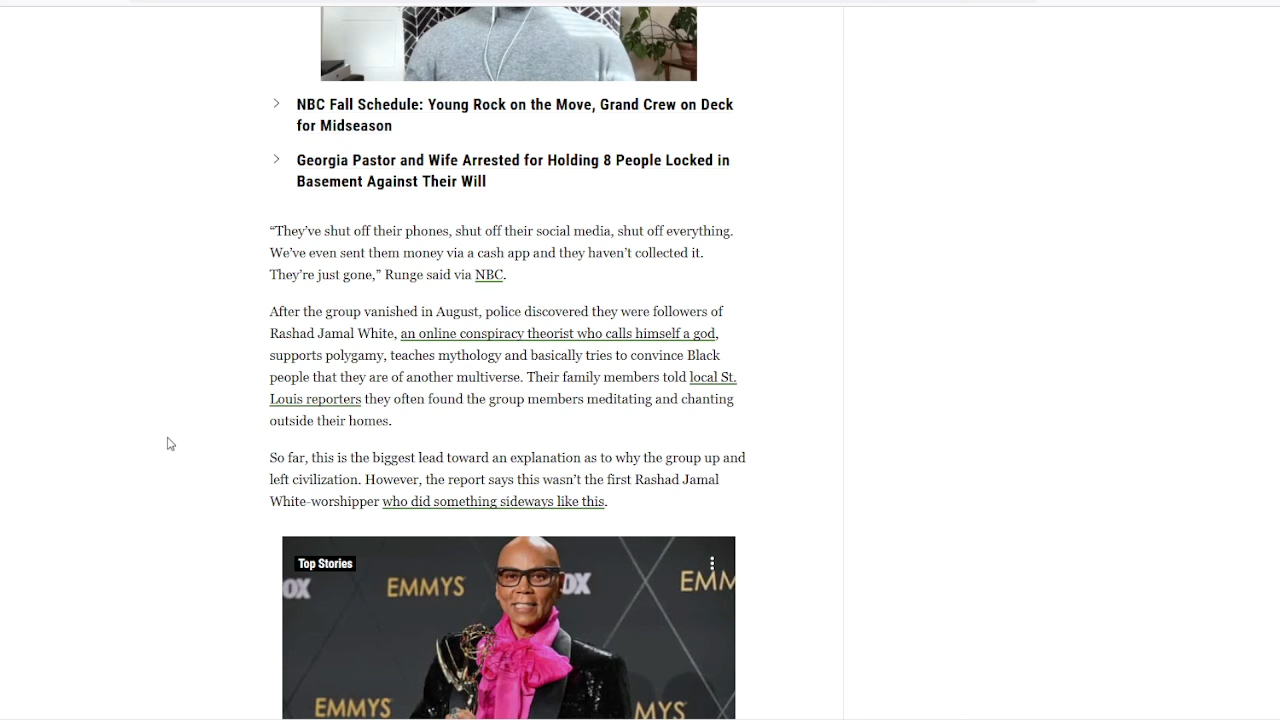 NBC Fall Schedule: Young Rock on the Move, Grand Crew on Deck
for Midseason
Georgia Pastor and Wife Arrested for Holding 8 People Locked in
Basement Against Their Will
“They’ve shut off their phones, shut off their social media, shut off everything.
We’ve even sent them money via a cash app and they haven’t collected it.
They’re just gone,” Runge said via NBC.
After the group vanished in August, police discovered they were followers of
Rashad Jamal White, an online conspiracy theorist who calls himself a god,
supports polygamy, teaches mythology and basically tries to convince Black
people that they are of another multiverse. Their family members told local St.
Louis reporters they often found the group members meditating and chanting
outside their homes.
So far, this is the biggest lead toward an explanation as to why the group up and
left civilization. However, the report says this wasn’t the first Rashad Jamal
White-worshipper who did something sideways like this.
Top Stories
OX EMMYS OX EMM
EMMYS MYS